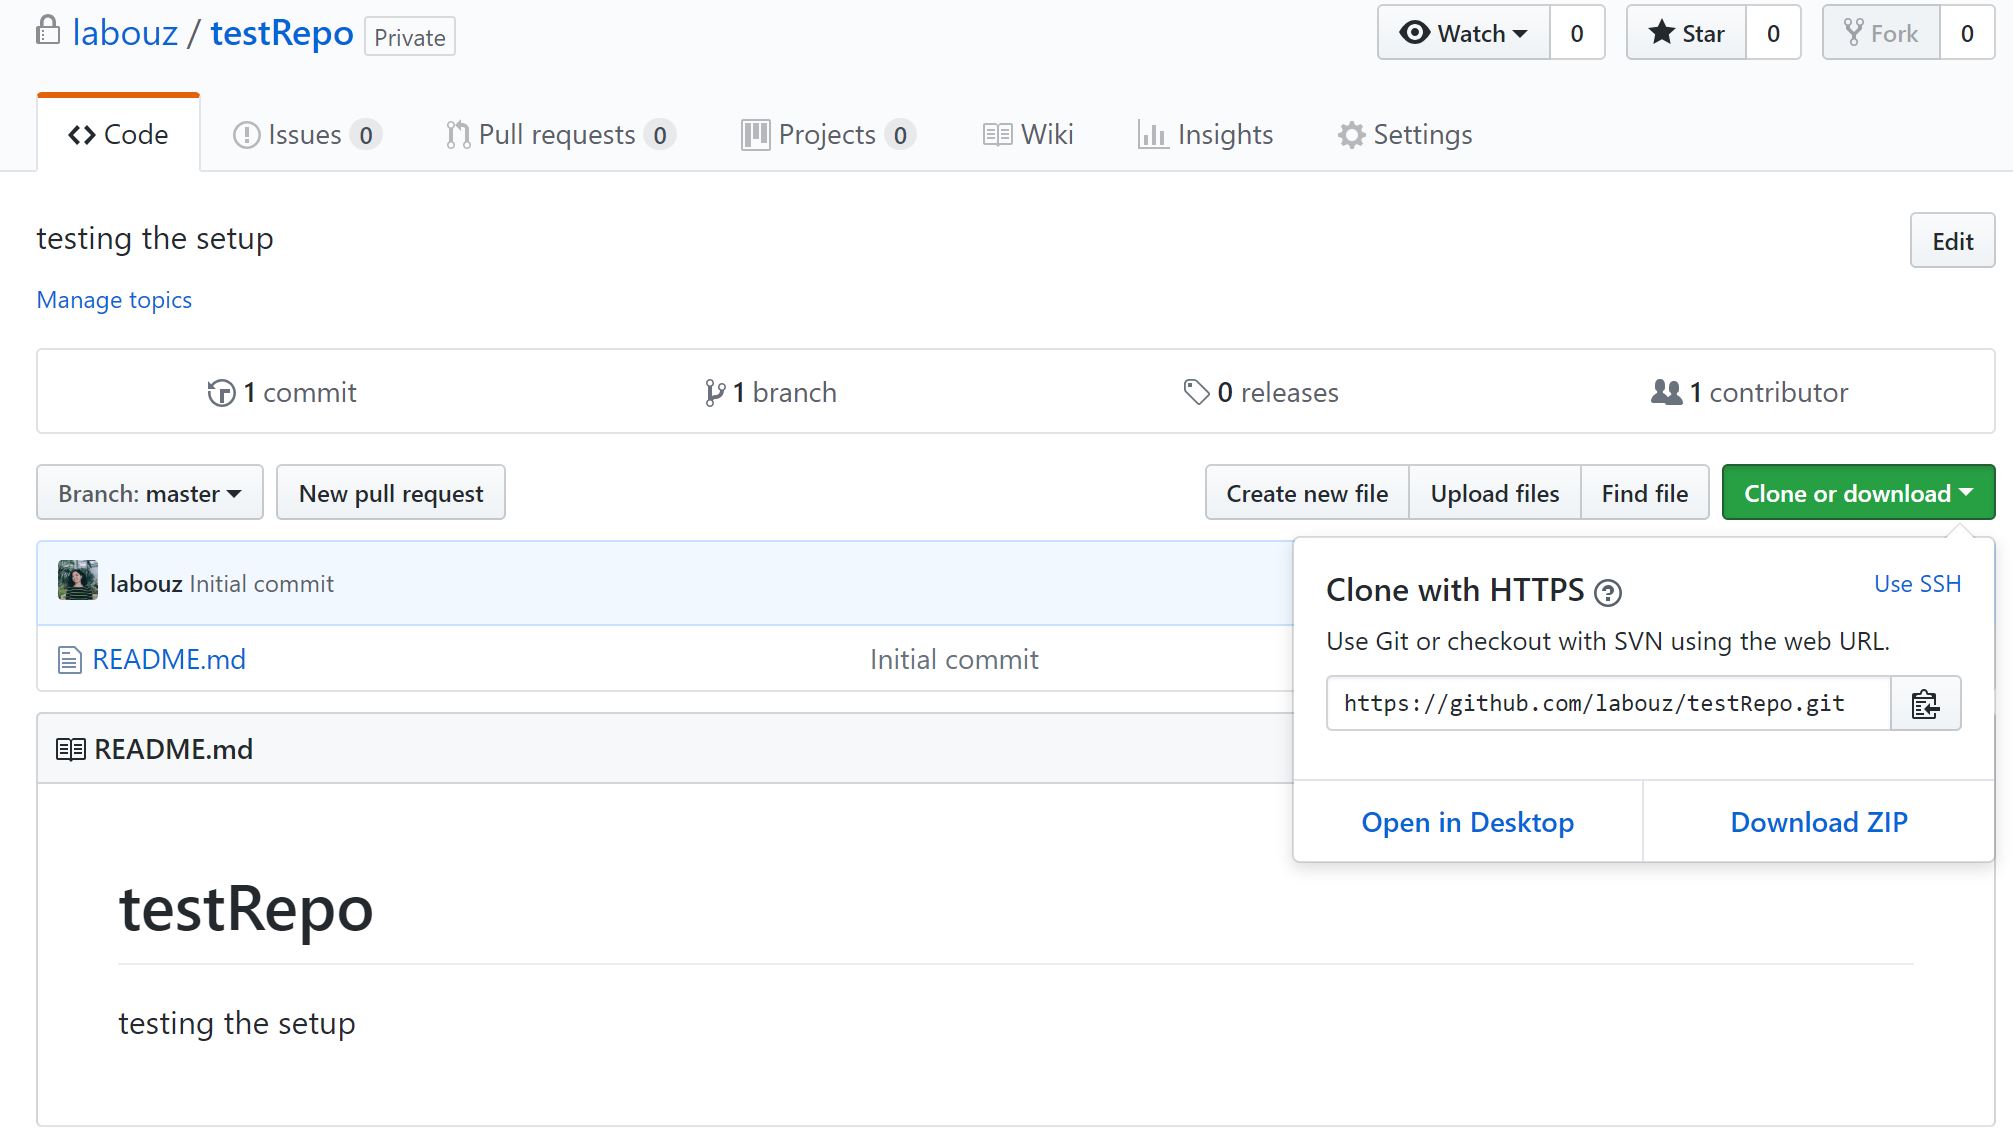 labouz / testRepo Private
Watch 0 Star 0 Fork 0
Code Issues 0 Pull requests 0 Projects 0 Wiki Insights Settings
testing the setup
Edit
Manage topics
1 commit 1 branch 0 releases 1 contributor
Branch: master New pull request Create new file Upload files Find file Clone or download
labouz Initial commit
README.md Initial commit
Clone with HTTPS ? Use SSH
Use Git or checkout with SVN using the web URL.
https://github.com/labouz/testRepo.git
Open in Desktop Download ZIP
README.md
testRepo
testing the setup